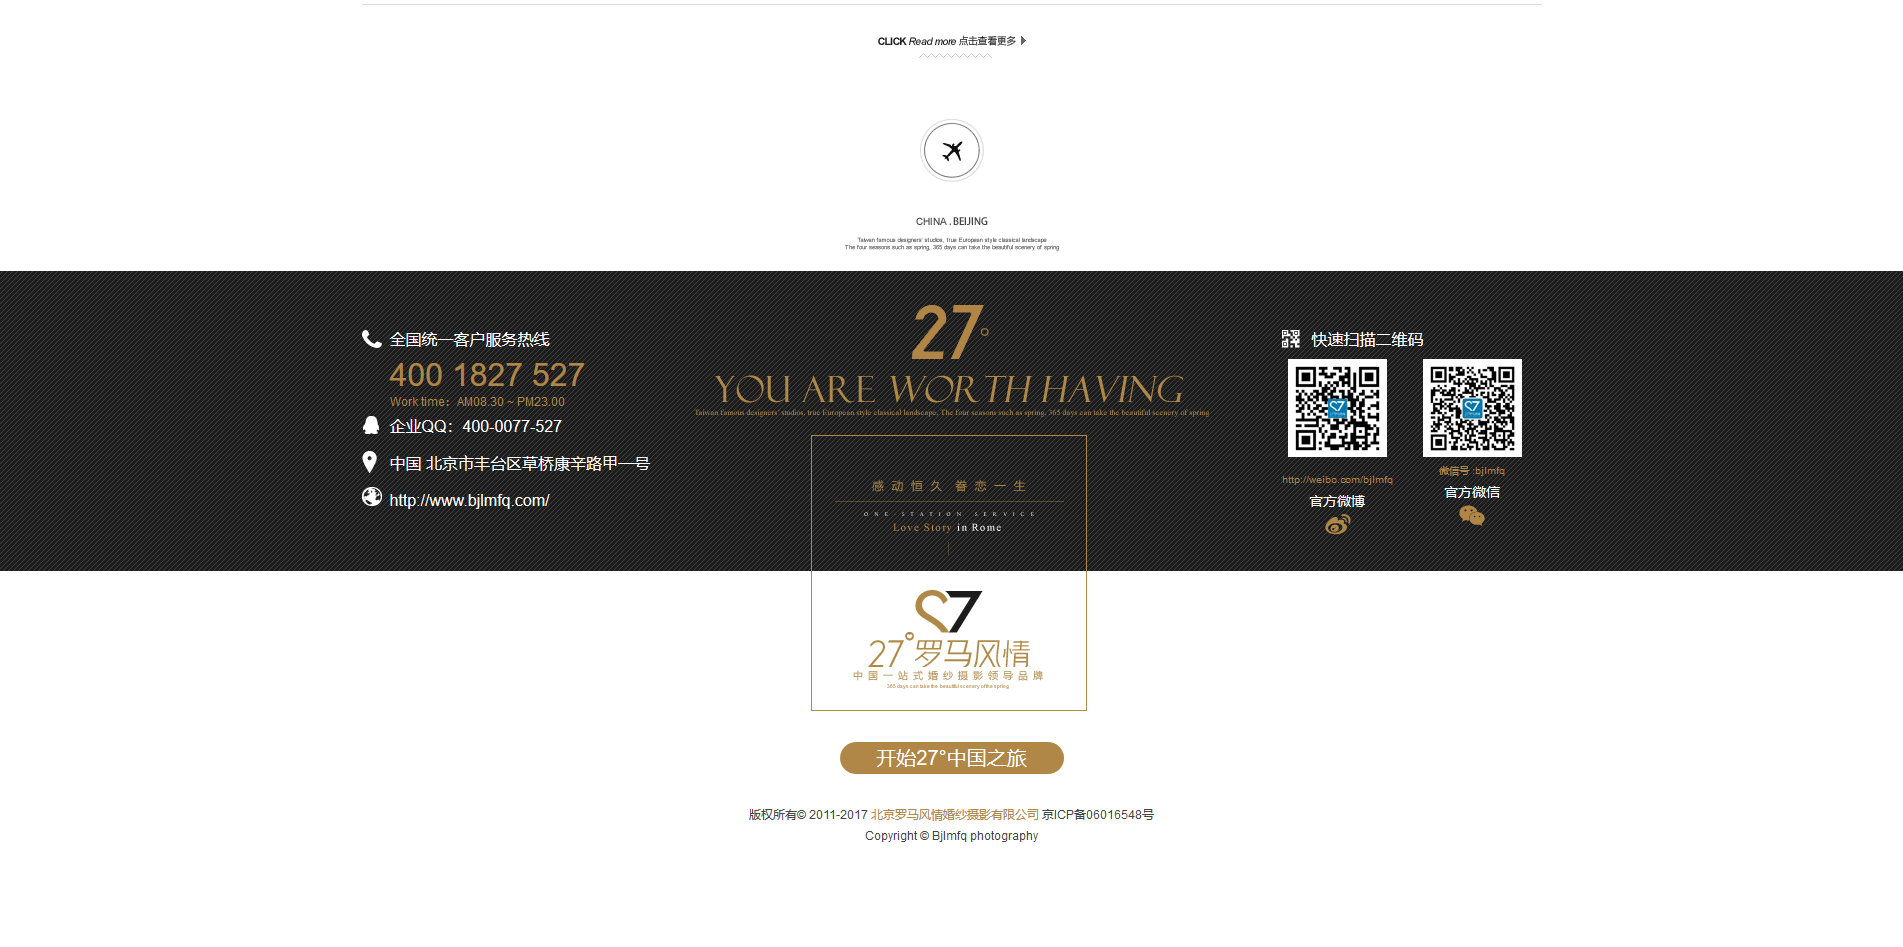 CLICK Read more 点击查看更多
CHINA . BEIJING
Taiwan famous designers' studios, true European style classical landscape
The four seasons such as spring, 365 days can take the beautiful scenery of spring
全国统一客户服务热线
400 1827 527
Work time：AM08.30 ~ PM23.00
企业QQ：400-0077-527
中国 北京市丰台区草桥康辛路甲一号
http://www.bjlmfq.com/
27°
YOU ARE WORTH HAVING
Taiwan famous designers' studios, true European style classical landscape, The four seasons such as spring, 365 days can take the beautiful scenery of spring
感动恒久 眷恋一生
ONE-STATION SERVICE
Love Story in Rome
27°罗马风情
中国一站式婚纱摄影领导品牌
365 days can take the beautiful scenery of the spring
快速扫描二维码
http://weibo.com/bjlmfq
官方微博
微信号:bjlmfq
官方微信
开始27°中国之旅
版权所有© 2011-2017 北京罗马风情婚纱摄影有限公司 京ICP备06016548号
Copyright © Bjlmfq photography